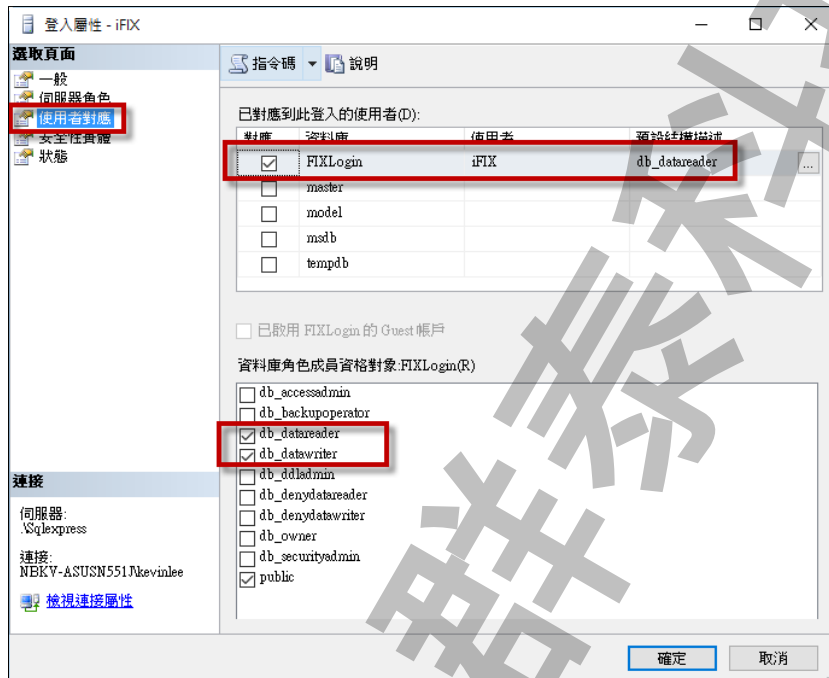 登入屬性 - iFIX
選取頁面
一般
伺服器角色
使用者對應
安全性實體
狀態
指令碼 說明
已對應到此登入的使用者(D):
對應 資料庫 使用者 預設結構描述
FIXLogin iFIX db_datareader ...
master
model
msdb
tempdb
已啟用 FIXLogin 的 Guest 帳戶
資料庫角色成員資格對象:FIXLogin(R)
db_accessadmin
db_backupoperator
db_datareader
db_datawriter
db_ddladmin
db_denydatareader
db_denydatawriter
db_owner
db_securityadmin
public
連接
伺服器:
.\Sqlexpress
連接:
NBKV-ASUSN551J\kevinlee
檢視連接屬性
確定 取消
群泰科